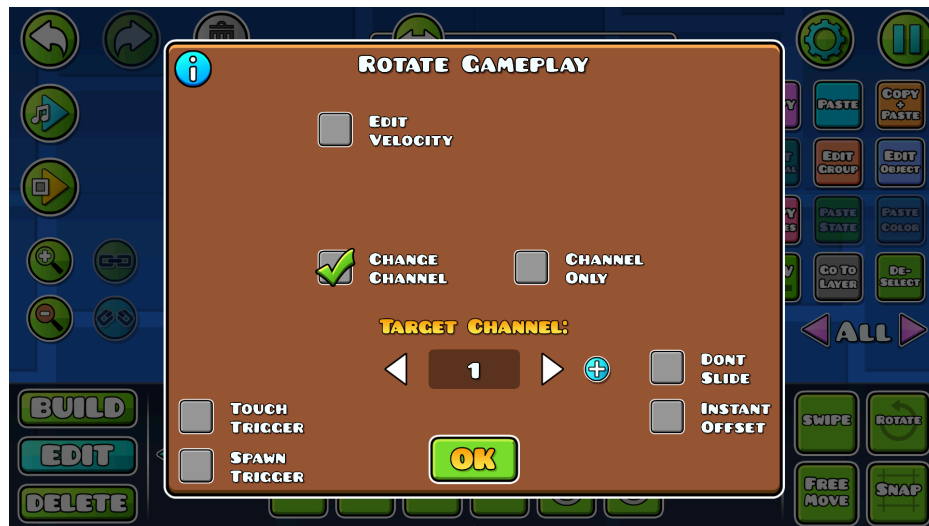 ROTATE GAMEPLAY
EDIT
VELOCITY
CHANGE
CHANNEL
CHANNEL
ONLY
TARGET CHANNEL:
1
DONT
SLIDE
TOUCH
TRIGGER
INSTANT
OFFSET
SPAWN
TRIGGER
OK
BUILD
EDIT
DELETE
PASTE
COPY
+
PASTE
EDIT
GROUP
EDIT
OBJECT
PASTE
STATE
PASTE
COLOR
GO TO
LAYER
DE-
SELECT
ALL
SWIPE
ROTATE
FREE
MOVE
SNAP